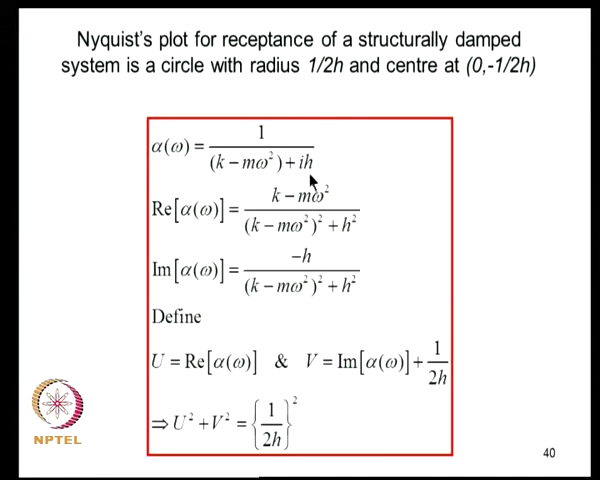 Nyquist's plot for receptance of a structurally damped
system is a circle with radius 1/2h and centre at (0,-1/2h)
α(ω) = 1 / ((k − mω²) + ih)
Re[α(ω)] = (k − mω²) / ((k − mω²)² + h²)
Im[α(ω)] = −h / ((k − mω²)² + h²)
Define
U = Re[α(ω)] & V = Im[α(ω)] + 1/2h
⇒ U² + V² = {1/2h}²
NPTEL
40